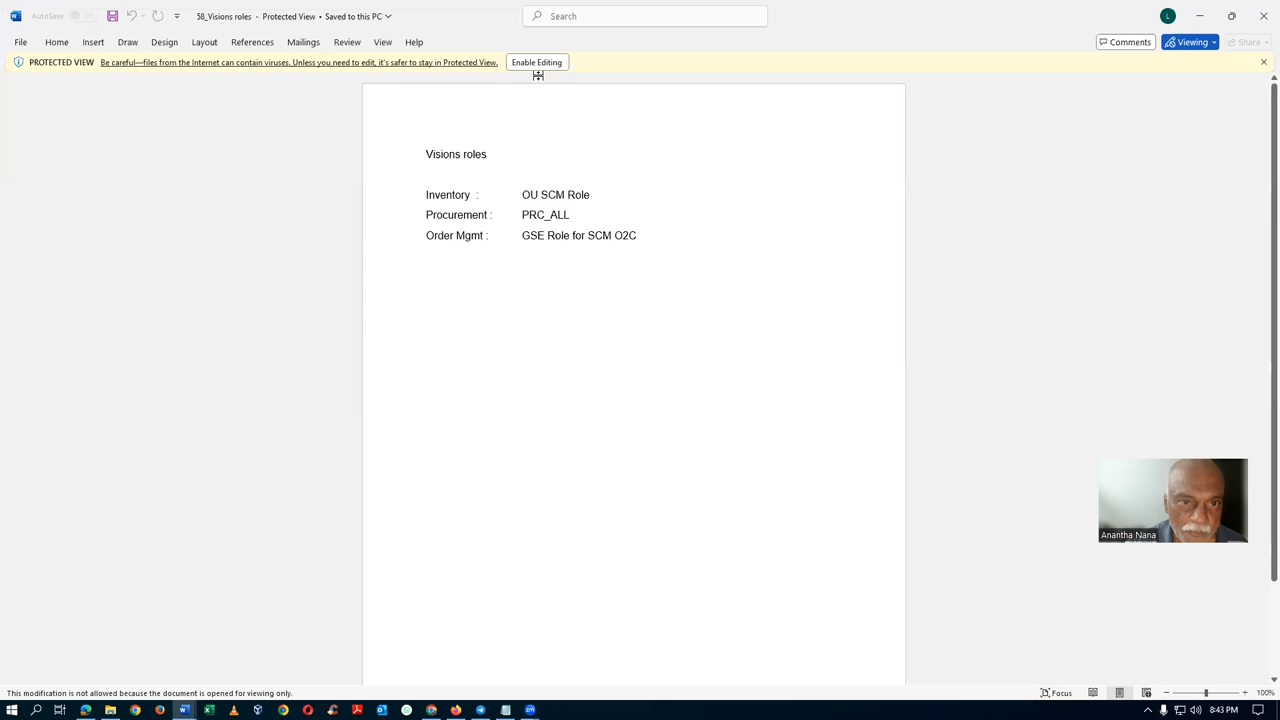 AutoSave Off 58_Visions roles • Protected View • Saved to this PC Search L
File Home Insert Draw Design Layout References Mailings Review View Help Comments Viewing Share
PROTECTED VIEW Be careful—files from the Internet can contain viruses. Unless you need to edit, it's safer to stay in Protected View. Enable Editing
Visions roles
Inventory : OU SCM Role
Procurement : PRC_ALL
Order Mgmt : GSE Role for SCM O2C
Anantha Nana
This modification is not allowed because the document is opened for viewing only. Focus 100%
8:43 PM